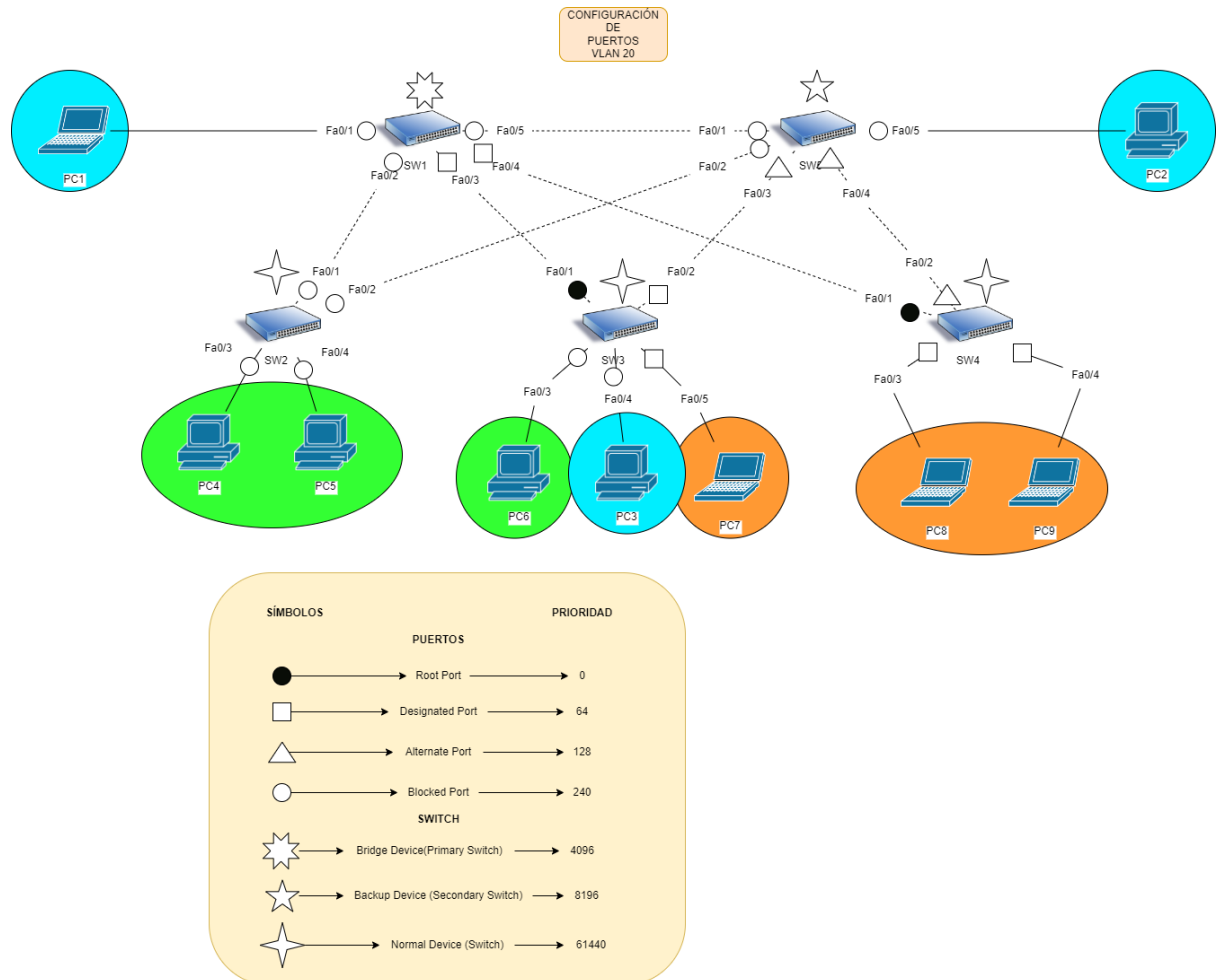 CONFIGURACIÓN
DE
PUERTOS
VLAN 20
Fa0/1
Fa0/5
Fa0/1
Fa0/5
SW1
Fa0/4
Fa0/2
Fa0/2
Fa0/3
Fa0/3
Fa0/4
PC1
PC2
Fa0/1
Fa0/2
Fa0/1
Fa0/2
Fa0/2
Fa0/1
Fa0/3
SW2
Fa0/4
SW3
SW4
Fa0/3
Fa0/4
Fa0/3
Fa0/4
Fa0/5
PC4
PC5
PC6
PC3
PC7
PC8
PC9
SÍMBOLOS
PRIORIDAD
PUERTOS
Root Port
0
Designated Port
64
Alternate Port
128
Blocked Port
240
SWITCH
Bridge Device(Primary Switch)
4096
Backup Device (Secondary Switch)
8196
Normal Device (Switch)
61440